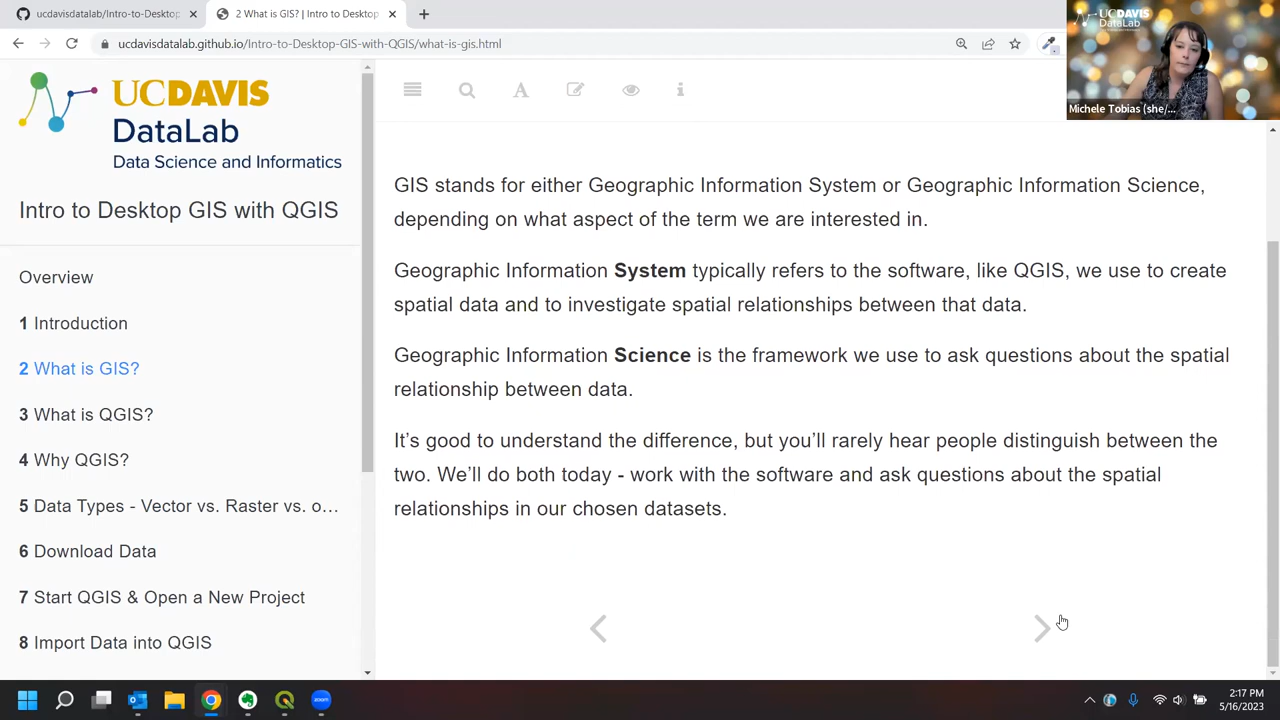 ucdavisdatalab/Intro-to-Desktop
2 What is GIS? | Intro to Desktop
ucdavisdatalab.github.io/Intro-to-Desktop-GIS-with-QGIS/what-is-gis.html
UCDAVIS
Michele Tobias (she/...
UCDAVIS
DataLab
Data Science and Informatics
Intro to Desktop GIS with QGIS
Overview
1 Introduction
2 What is GIS?
3 What is QGIS?
4 Why QGIS?
5 Data Types - Vector vs. Raster vs. o...
6 Download Data
7 Start QGIS & Open a New Project
8 Import Data into QGIS
GIS stands for either Geographic Information System or Geographic Information Science,
depending on what aspect of the term we are interested in.
Geographic Information System typically refers to the software, like QGIS, we use to create
spatial data and to investigate spatial relationships between that data.
Geographic Information Science is the framework we use to ask questions about the spatial
relationship between data.
It's good to understand the difference, but you'll rarely hear people distinguish between the
two. We'll do both today - work with the software and ask questions about the spatial
relationships in our chosen datasets.
zoom
2:17 PM
5/16/2023